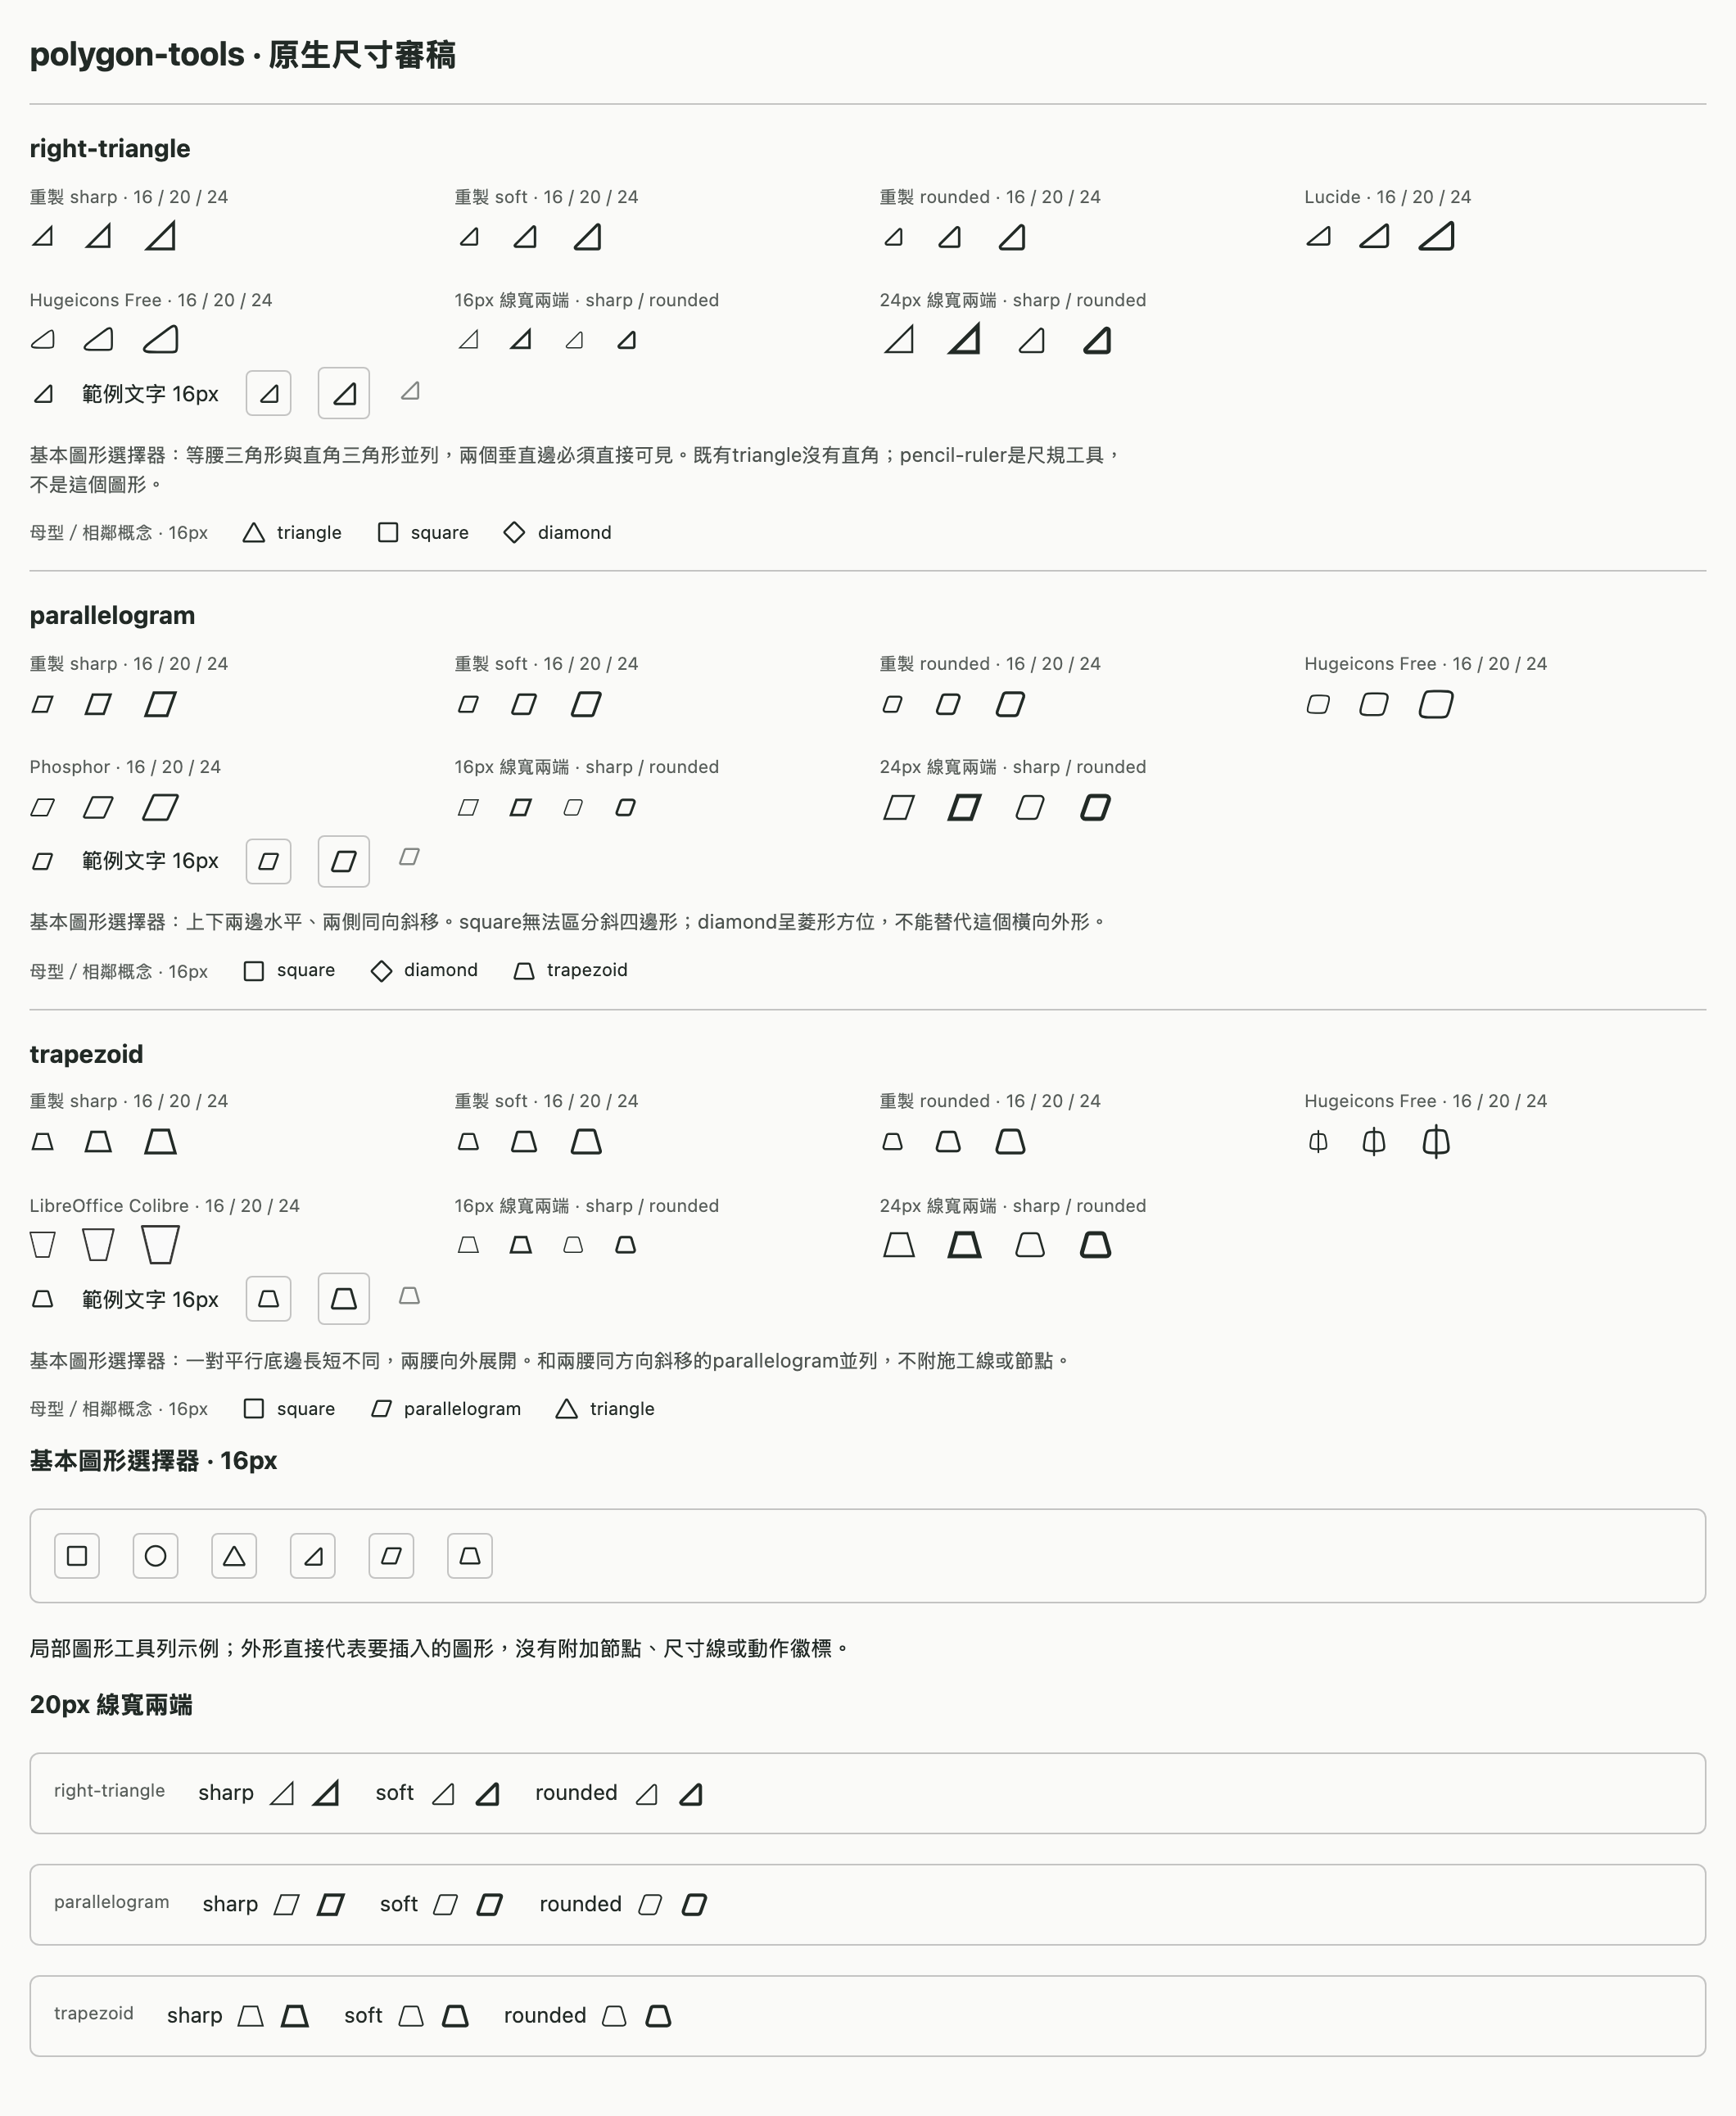 polygon-tools · 原生尺寸審稿
right-triangle
重製 sharp · 16 / 20 / 24
重製 soft · 16 / 20 / 24
重製 rounded · 16 / 20 / 24
Lucide · 16 / 20 / 24
Hugeicons Free · 16 / 20 / 24
16px 線寬兩端 · sharp / rounded
24px 線寬兩端 · sharp / rounded
範例文字 16px
基本圖形選擇器：等腰三角形與直角三角形並列，兩個垂直邊必須直接可見。既有triangle沒有直角；pencil-ruler是尺規工具，
不是這個圖形。
母型 / 相鄰概念 · 16px triangle square diamond
parallelogram
重製 sharp · 16 / 20 / 24
重製 soft · 16 / 20 / 24
重製 rounded · 16 / 20 / 24
Hugeicons Free · 16 / 20 / 24
Phosphor · 16 / 20 / 24
16px 線寬兩端 · sharp / rounded
24px 線寬兩端 · sharp / rounded
範例文字 16px
基本圖形選擇器：上下兩邊水平、兩側同向斜移。square無法區分斜四邊形；diamond呈菱形方位，不能替代這個橫向外形。
母型 / 相鄰概念 · 16px square diamond trapezoid
trapezoid
重製 sharp · 16 / 20 / 24
重製 soft · 16 / 20 / 24
重製 rounded · 16 / 20 / 24
Hugeicons Free · 16 / 20 / 24
LibreOffice Colibre · 16 / 20 / 24
16px 線寬兩端 · sharp / rounded
24px 線寬兩端 · sharp / rounded
範例文字 16px
基本圖形選擇器：一對平行底邊長短不同，兩腰向外展開。和兩腰同方向斜移的parallelogram並列，不附施工線或節點。
母型 / 相鄰概念 · 16px square parallelogram triangle
基本圖形選擇器 · 16px
局部圖形工具列示例；外形直接代表要插入的圖形，沒有附加節點、尺寸線或動作徽標。
20px 線寬兩端
right-triangle sharp soft rounded
parallelogram sharp soft rounded
trapezoid sharp soft rounded